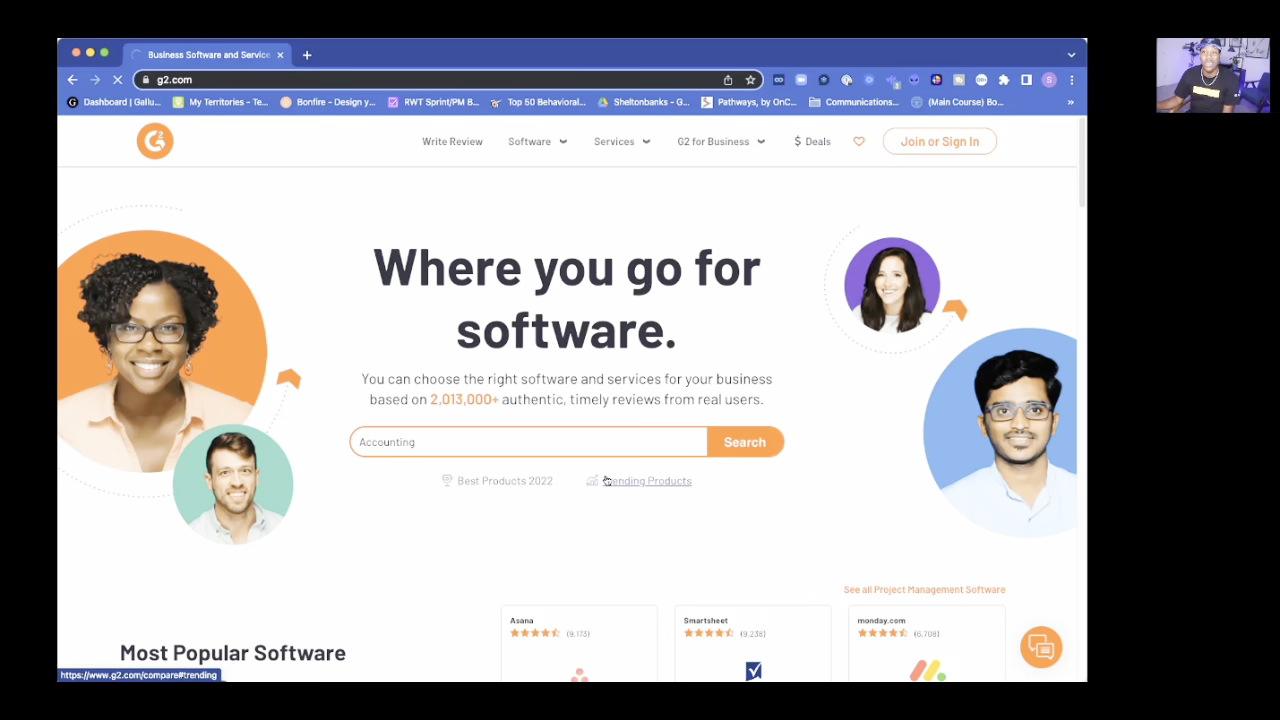 Business Software and Service
g2.com
Dashboard | Gallu...
My Territories - Te...
Bonfire - Design y...
RWT Sprint/PM B...
Top 50 Behavioral...
Sheltonbanks - G...
Pathways, by OnC...
Communications...
(Main Course) Bo...
»
G2
Write Review
Software
Services
G2 for Business
$ Deals
Join or Sign In
Where you go for
software.
You can choose the right software and services for your business
based on 2,013,000+ authentic, timely reviews from real users.
Accounting
Search
Best Products 2022
Trending Products
See all Project Management Software
Asana
(9,173)
Smartsheet
(9,238)
monday.com
(6,708)
Most Popular Software
https://www.g2.com/compare#trending